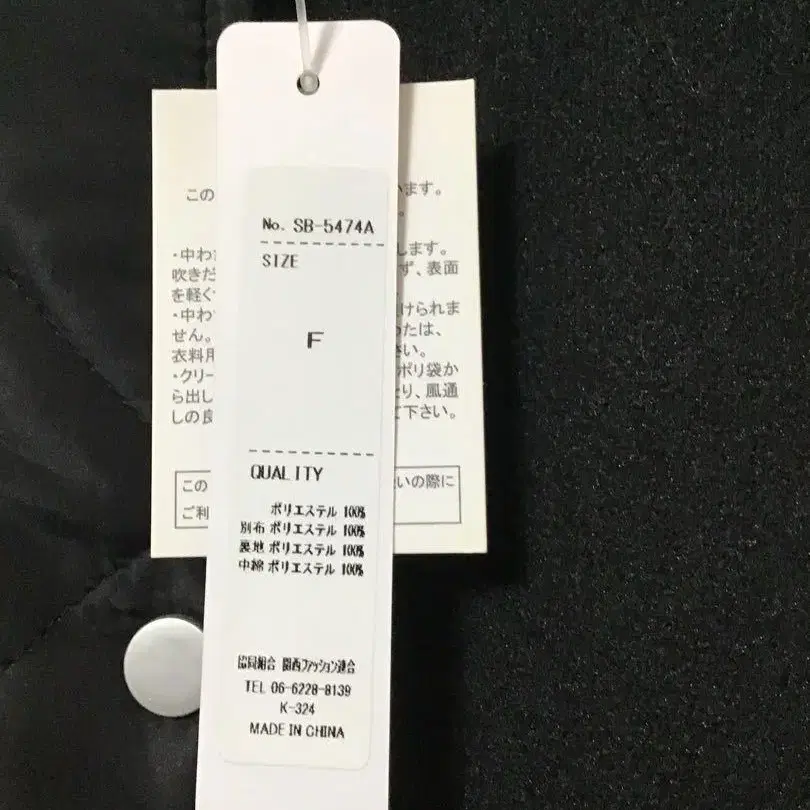 No. SB-5474A
SIZE
F
QUALITY
ポリエステル 100%
別布 ポリエステル 100%
裏地 ポリエステル 100%
中綿 ポリエステル 100%
協同組合 関西ファッション連合
TEL 06-6228-8139
K-324
MADE IN CHINA
この
います。
・中わ
します。
吹きだ
ず、表面
を軽く
・中わ
けられま
せん。
たは、
衣料用
さい。
・クリー
ポリ袋か
ら出し
り、風通
しの良
て下さい。
この
いの際に
ご利